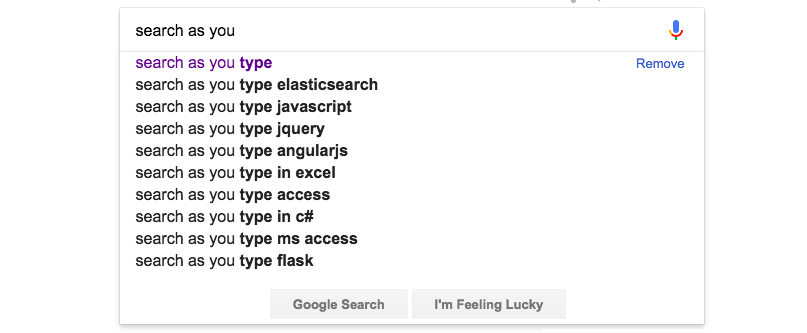 search as you
search as you type Remove
search as you type elasticsearch
search as you type javascript
search as you type jquery
search as you type angularjs
search as you type in excel
search as you type access
search as you type in c#
search as you type ms access
search as you type flask
Google Search I'm Feeling Lucky